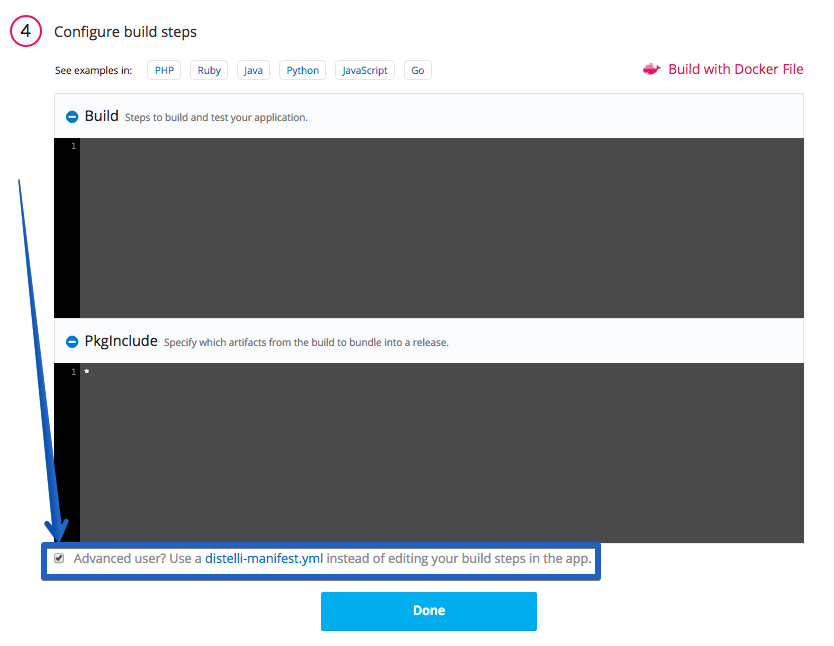 4 Configure build steps
See examples in: PHP Ruby Java Python JavaScript Go Build with Docker File
Build Steps to build and test your application.
1
PkgInclude Specify which artifacts from the build to bundle into a release.
1 *
Advanced user? Use a distelli-manifest.yml instead of editing your build steps in the app.
Done